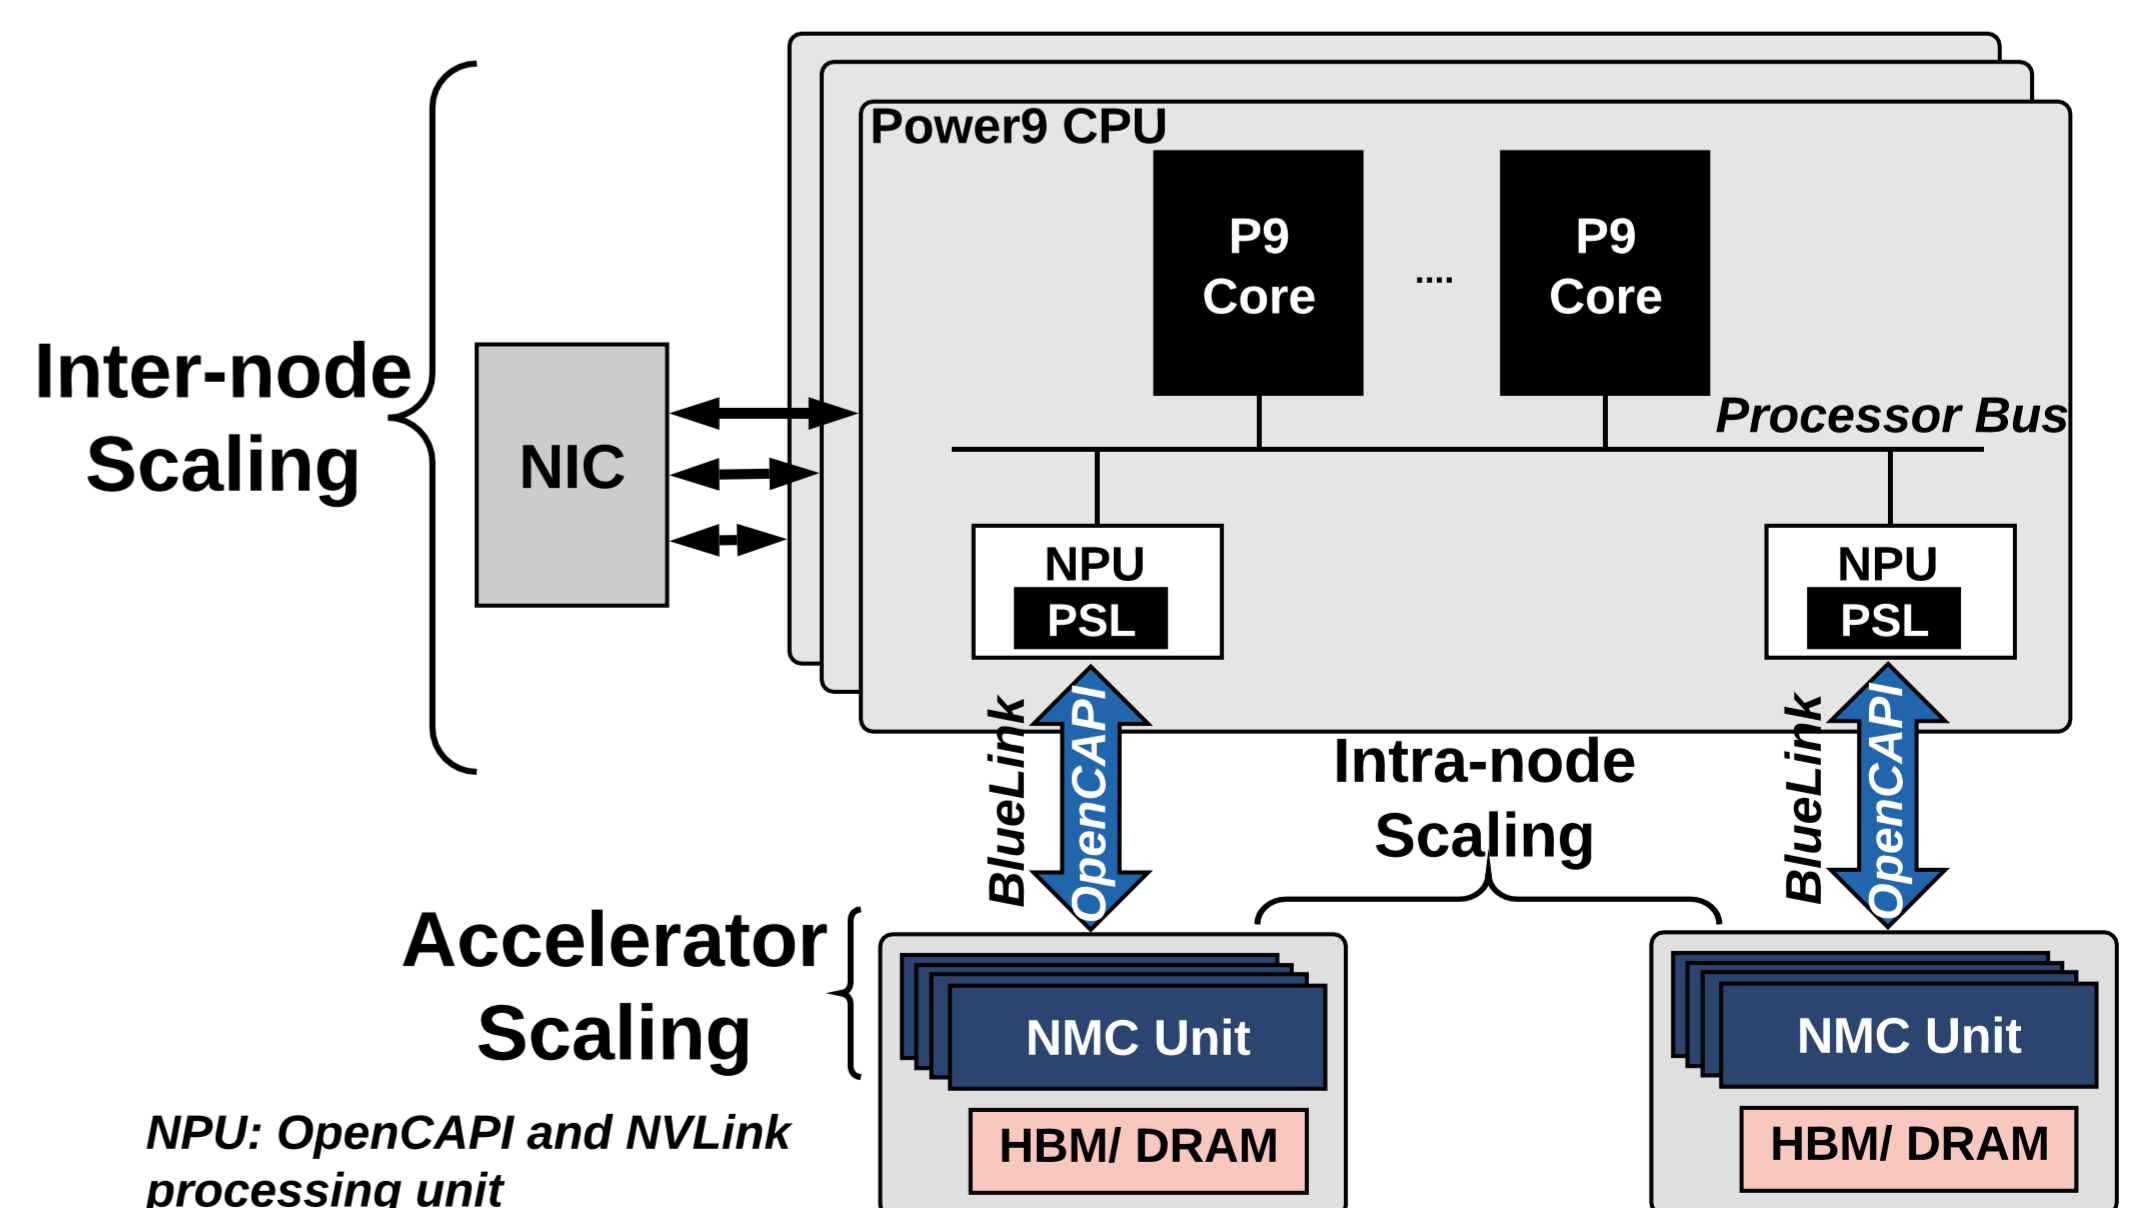 Power9 CPU
P9
Core
....
P9
Core
Processor Bus
Inter-node
Scaling
NIC
NPU
PSL
NPU
PSL
BlueLink
OpenCAPI
BlueLink
OpenCAPI
Intra-node
Scaling
Accelerator
Scaling
NMC Unit
HBM/ DRAM
NMC Unit
HBM/ DRAM
NPU: OpenCAPI and NVLink
processing unit